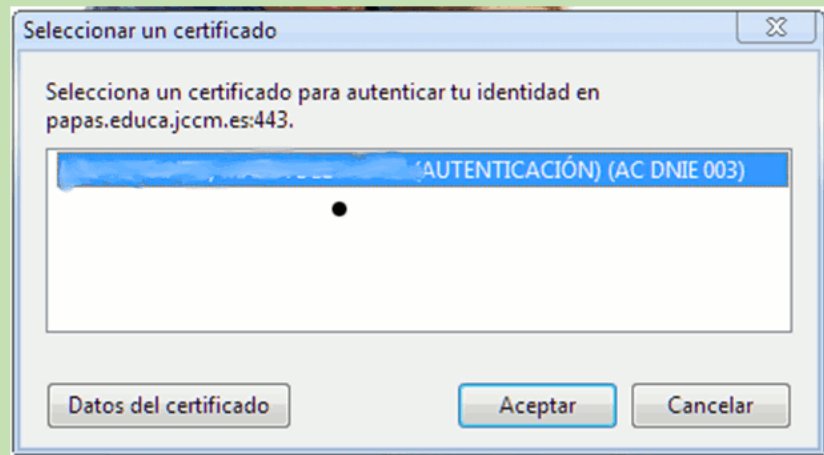 Seleccionar un certificado
Selecciona un certificado para autenticar tu identidad en
papas.educa.jccm.es:443.
(AUTENTICACIÓN) (AC DNIE 003)
Datos del certificado
Aceptar
Cancelar